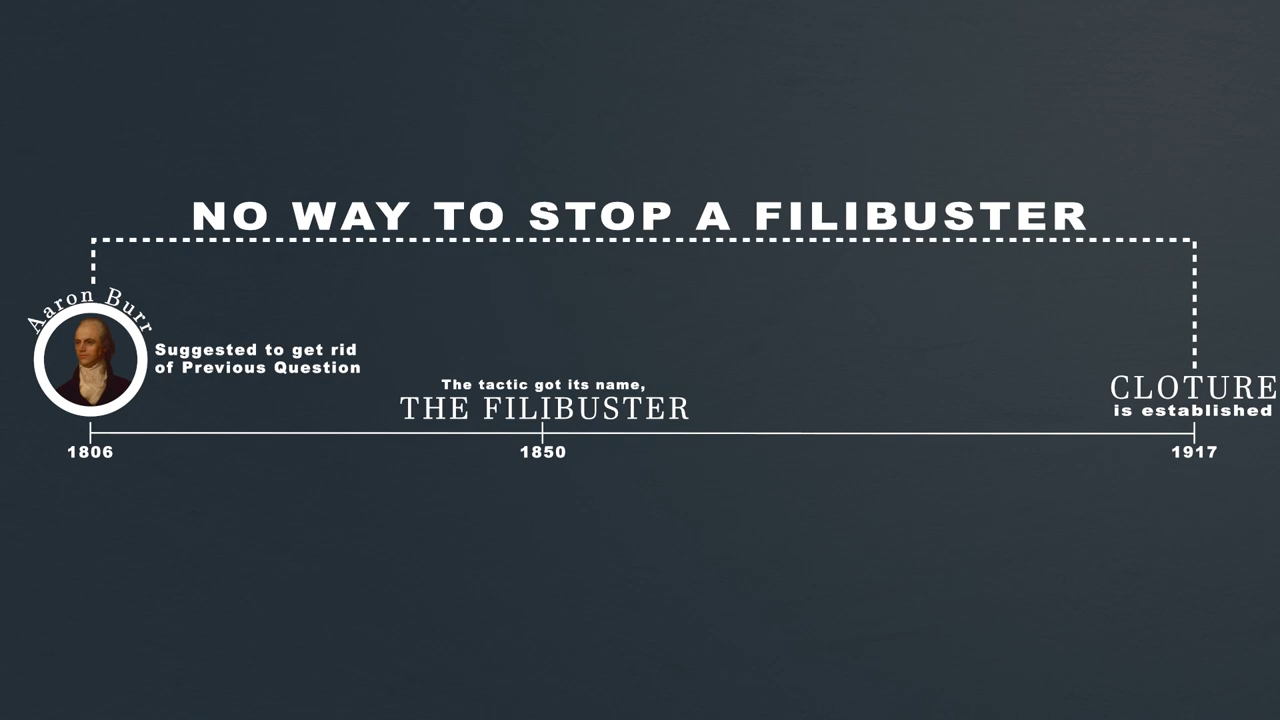 NO WAY TO STOP A FILIBUSTER
Aaron Burr
Suggested to get rid
of Previous Question
The tactic got its name,
THE FILIBUSTER
CLOTURE
is established
1806
1850
1917